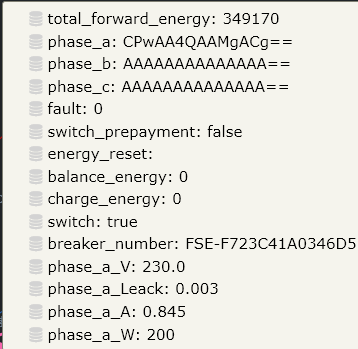 total_forward_energy: 349170
phase_a: CPwAA4QAAMgACg==
phase_b: AAAAAAAAAAAAAA==
phase_c: AAAAAAAAAAAAAA==
fault: 0
switch_prepayment: false
energy_reset:
balance_energy: 0
charge_energy: 0
switch: true
breaker_number: FSE-F723C41A0346D5
phase_a_V: 230.0
phase_a_Leack: 0.003
phase_a_A: 0.845
phase_a_W: 200